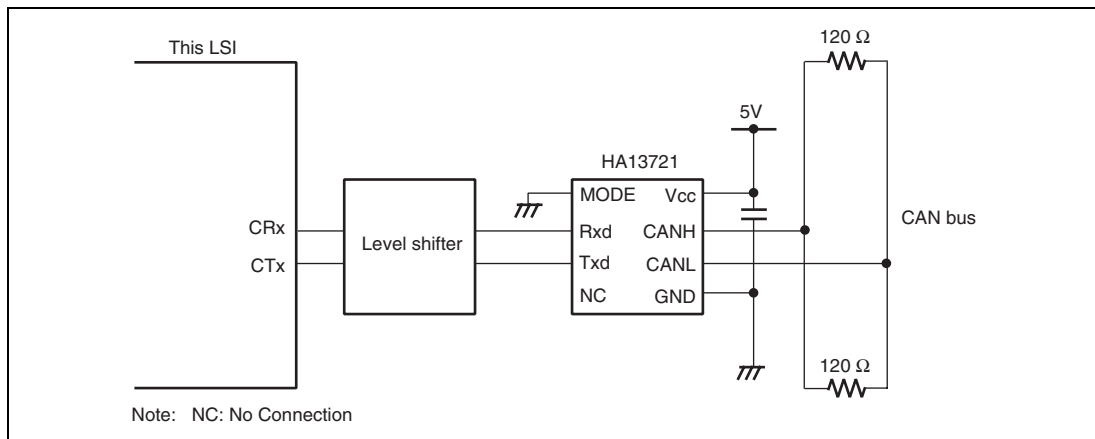 This LSI
120 Ω
5V
HA13721
MODE
Vcc
CRx
Level shifter
Rxd
CANH
CAN bus
CTx
Txd
CANL
NC
GND
120 Ω
Note: NC: No Connection